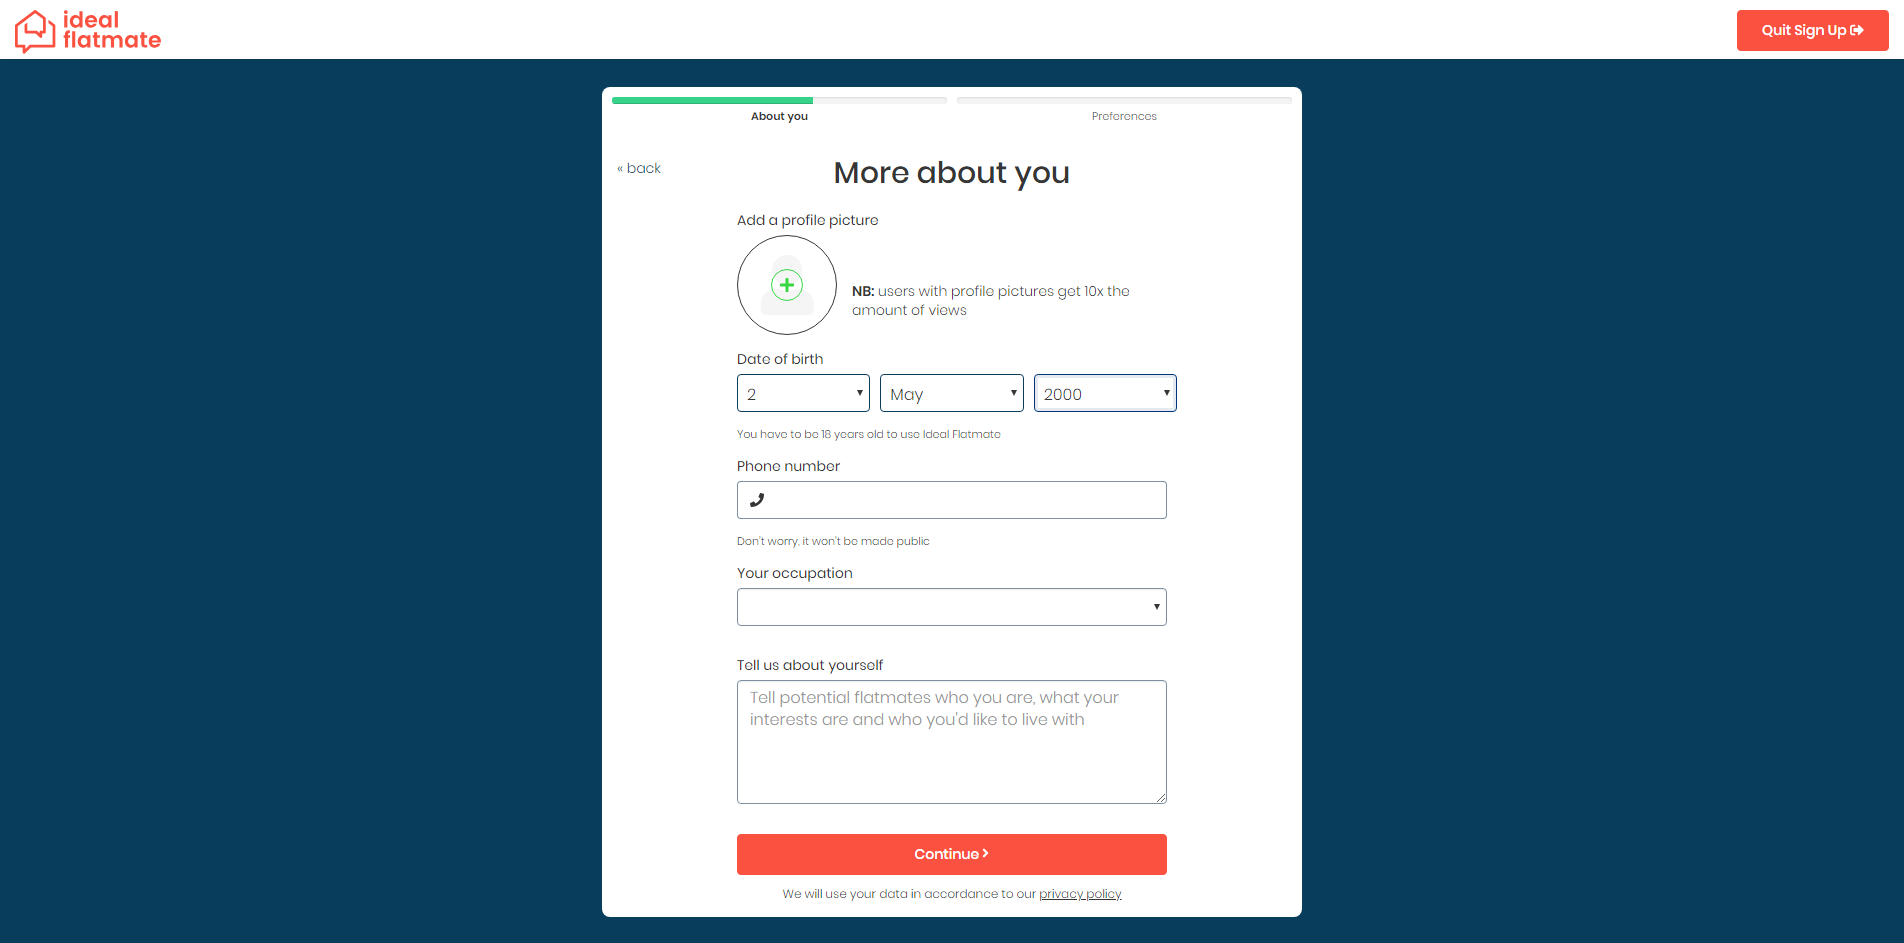 ideal
flatmate
Quit Sign Up
About you
Preferences
« back
More about you
Add a profile picture
NB: users with profile pictures get 10x the
amount of views
Date of birth
2
May
2000
You have to be 18 years old to use Ideal Flatmate
Phone number
Don't worry, it won't be made public
Your occupation
Tell us about yourself
Tell potential flatmates who you are, what your
interests are and who you'd like to live with
Continue
We will use your data in accordance to our privacy policy